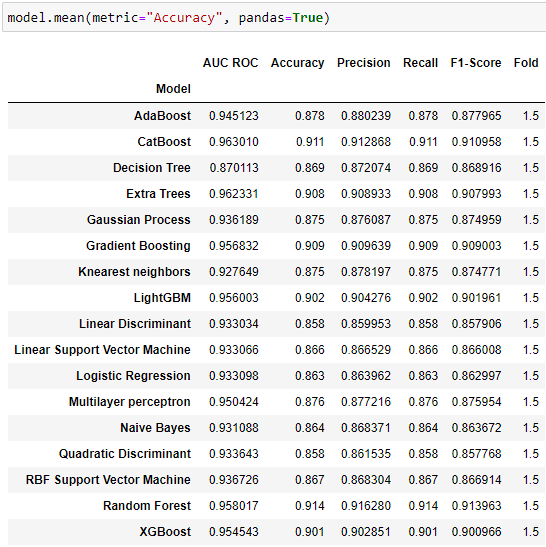 model.mean(metric="Accuracy", pandas=True)
AUC ROC Accuracy Precision Recall F1-Score Fold
Model
AdaBoost 0.945123 0.878 0.880239 0.878 0.877965 1.5
CatBoost 0.963010 0.911 0.912868 0.911 0.910958 1.5
Decision Tree 0.870113 0.869 0.872074 0.869 0.868916 1.5
Extra Trees 0.962331 0.908 0.908933 0.908 0.907993 1.5
Gaussian Process 0.936189 0.875 0.876087 0.875 0.874959 1.5
Gradient Boosting 0.956832 0.909 0.909639 0.909 0.909003 1.5
Knearest neighbors 0.927649 0.875 0.878197 0.875 0.874771 1.5
LightGBM 0.956003 0.902 0.904276 0.902 0.901961 1.5
Linear Discriminant 0.933034 0.858 0.859953 0.858 0.857906 1.5
Linear Support Vector Machine 0.933066 0.866 0.866529 0.866 0.866008 1.5
Logistic Regression 0.933098 0.863 0.863962 0.863 0.862997 1.5
Multilayer perceptron 0.950424 0.876 0.877216 0.876 0.875954 1.5
Naive Bayes 0.931088 0.864 0.868371 0.864 0.863672 1.5
Quadratic Discriminant 0.933643 0.858 0.861535 0.858 0.857768 1.5
RBF Support Vector Machine 0.936726 0.867 0.868304 0.867 0.866914 1.5
Random Forest 0.958017 0.914 0.916280 0.914 0.913963 1.5
XGBoost 0.954543 0.901 0.902851 0.901 0.900966 1.5